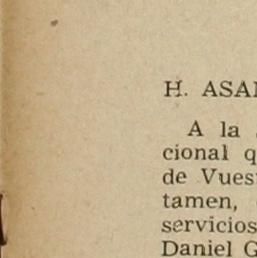 H. ASA
A la
cional
de Vues
tamen,
servicios
Daniel G